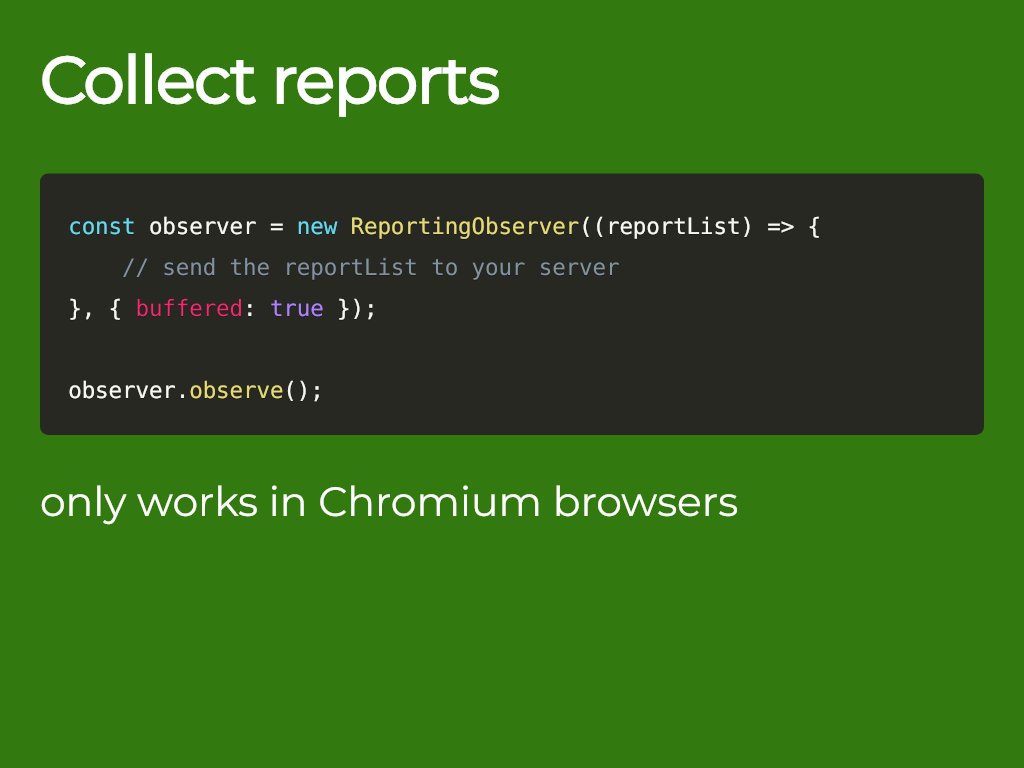 Collect reports
const observer = new ReportingObserver((reportList) => {
    // send the reportList to your server
}, { buffered: true });
observer.observe();
only works in Chromium browsers